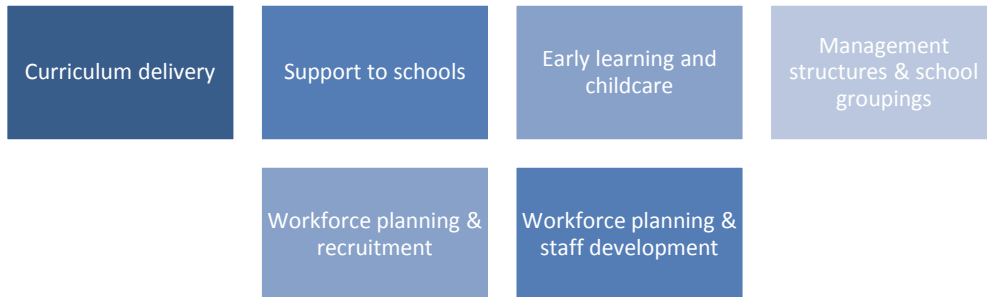 Curriculum delivery
Support to schools
Early learning and
childcare
Management
structures & school
groupings
Workforce planning &
recruitment
Workforce planning &
staff development